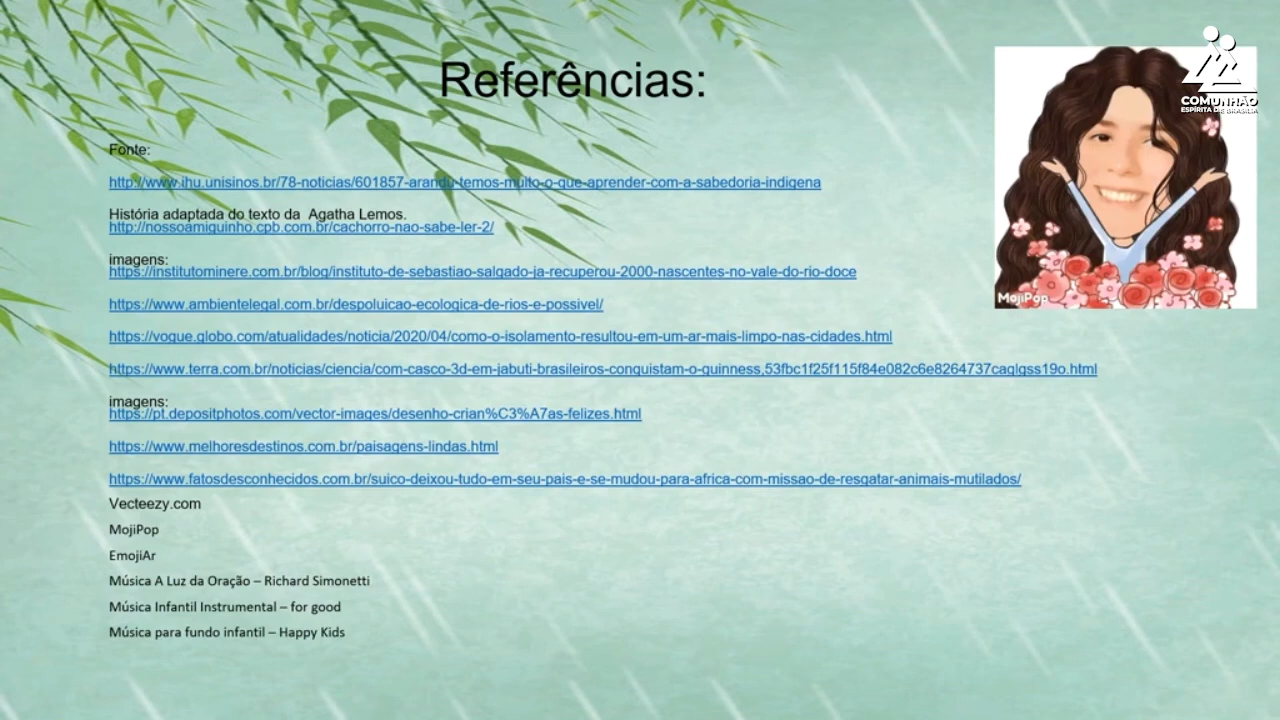 Referências:
COMUNHÃO
ESPÍRITA DE BRASÍLIA
Fonte:
http://www.ihu.unisinos.br/78-noticias/601857-arandu-temos-muito-o-que-aprender-com-a-sabedoria-indigena
História adaptada do texto da  Agatha Lemos.
http://nossoamiguinho.cpb.com.br/cachorro-nao-sabe-ler-2/
imagens:
https://institutominere.com.br/blog/instituto-de-sebastiao-salgado-ja-recuperou-2000-nascentes-no-vale-do-rio-doce
MojiPop
https://www.ambientelegal.com.br/despoluicao-ecologica-de-rios-e-possivel/
https://vogue.globo.com/atualidades/noticia/2020/04/como-o-isolamento-resultou-em-um-ar-mais-limpo-nas-cidades.html
https://www.terra.com.br/noticias/ciencia/com-casco-3d-em-jabuti-brasileiros-conquistam-o-guinness,53fbc1f25f115f84e082c6e8264737caqlgss19o.html
imagens:
https://pt.depositphotos.com/vector-images/desenho-crian%C3%A7as-felizes.html
https://www.melhoresdestinos.com.br/paisagens-lindas.html
https://www.fatosdesconhecidos.com.br/suico-deixou-tudo-em-seu-pais-e-se-mudou-para-africa-com-missao-de-resgatar-animais-mutilados/
Vecteezy.com
MojiPop
EmojiAr
Música A Luz da Oração – Richard Simonetti
Música Infantil Instrumental – for good
Música para fundo infantil – Happy Kids